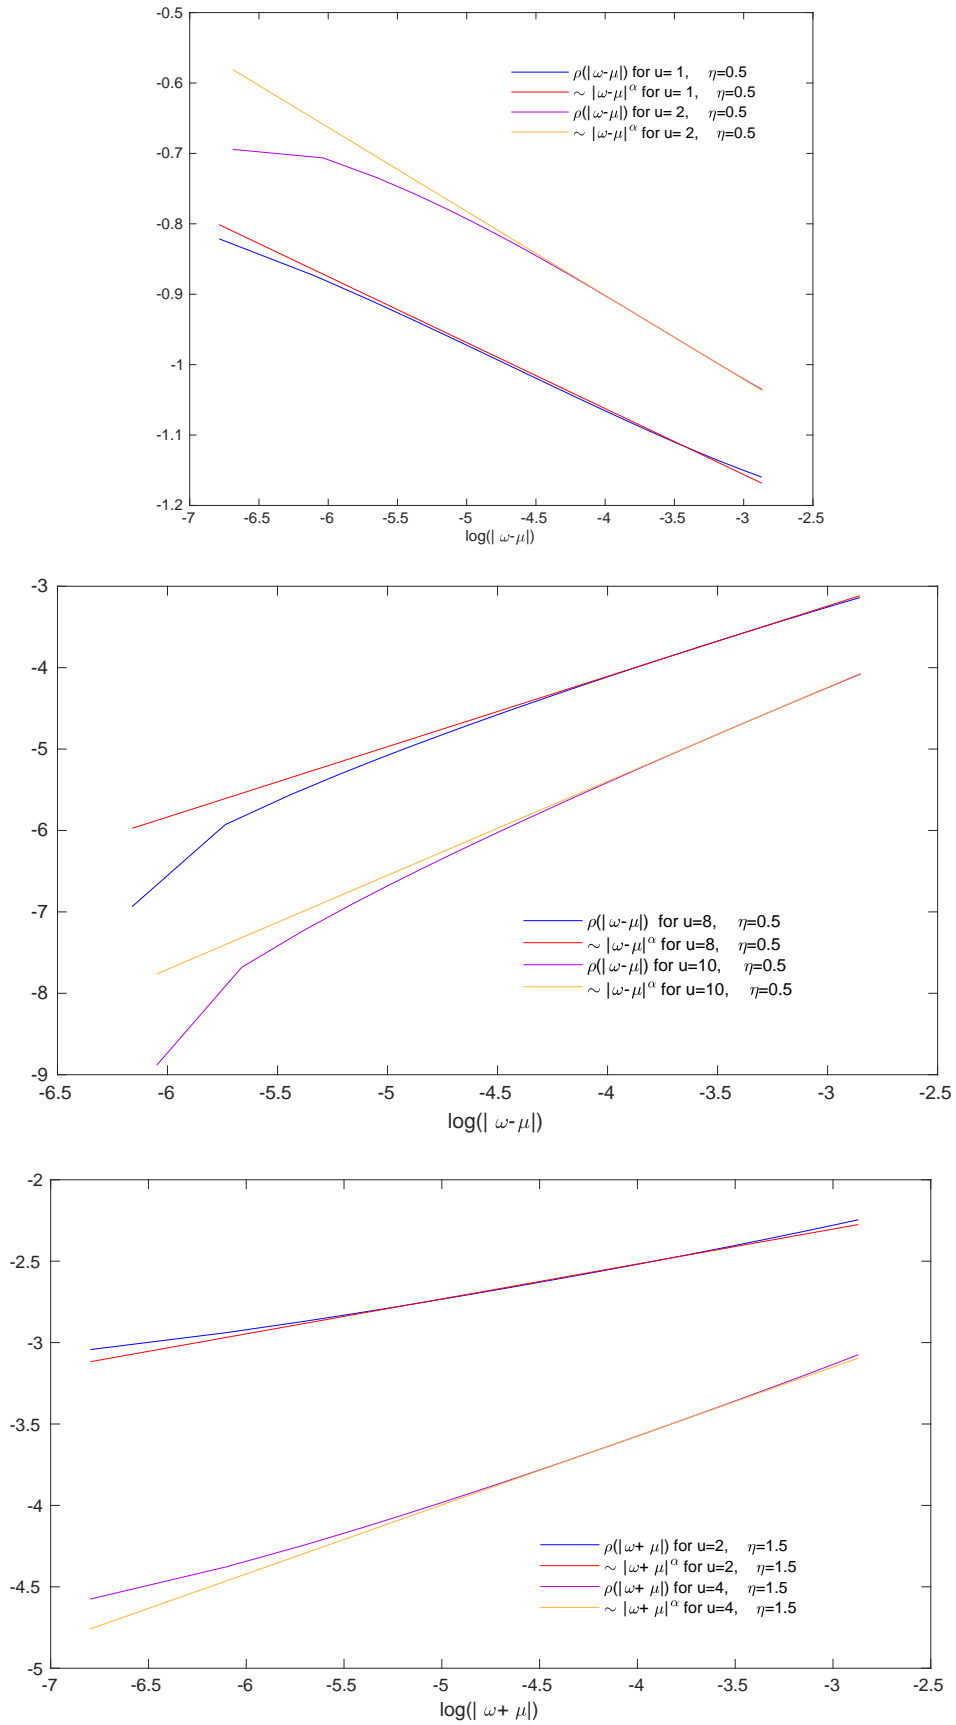 -0.5
-0.6
-0.7
-0.8
-0.9
-1
-1.1
-1.2
ρ(|ω-μ|) for u= 1, η=0.5
∼ |ω-μ|^α for u= 1, η=0.5
ρ(|ω-μ|) for u= 2, η=0.5
∼ |ω-μ|^α for u= 2, η=0.5
-7 -6.5 -6 -5.5 -5 -4.5 -4 -3.5 -3 -2.5
log(| ω-μ|)
-3
-4
-5
-6
-7
-8
-9
ρ(|ω-μ|) for u=8, η=0.5
∼ |ω-μ|^α for u=8, η=0.5
ρ(|ω-μ|) for u=10, η=0.5
∼ |ω-μ|^α for u=10, η=0.5
-6.5 -6 -5.5 -5 -4.5 -4 -3.5 -3 -2.5
log(| ω-μ|)
-2
-2.5
-3
-3.5
-4
-4.5
-5
ρ(|ω+ μ|) for u=2, η=1.5
∼ |ω+ μ|^α for u=2, η=1.5
ρ(|ω+ μ|) for u=4, η=1.5
∼ |ω+ μ|^α for u=4, η=1.5
-7 -6.5 -6 -5.5 -5 -4.5 -4 -3.5 -3 -2.5
log(| ω+ μ|)